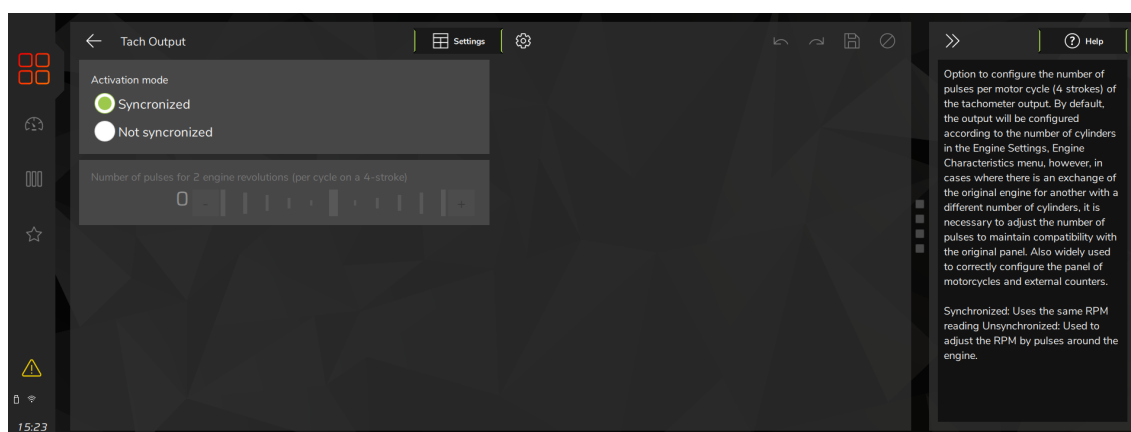 Tach Output
Settings
Activation mode
Syncronized
Not syncronized
Number of pulses for 2 engine revolutions (per cycle on a 4-stroke)
0 - +
Help
Option to configure the number of
pulses per motor cycle (4 strokes) of
the tachometer output. By default,
the output will be configured
according to the number of cylinders
in the Engine Settings, Engine
Characteristics menu, however, in
cases where there is an exchange of
the original engine for another with a
different number of cylinders, it is
necessary to adjust the number of
pulses to maintain compatibility with
the original panel. Also widely used
to correctly configure the panel of
motorcycles and external counters.
Synchronized: Uses the same RPM
reading Unsynchronized: Used to
adjust the RPM by pulses around the
engine.
15:23